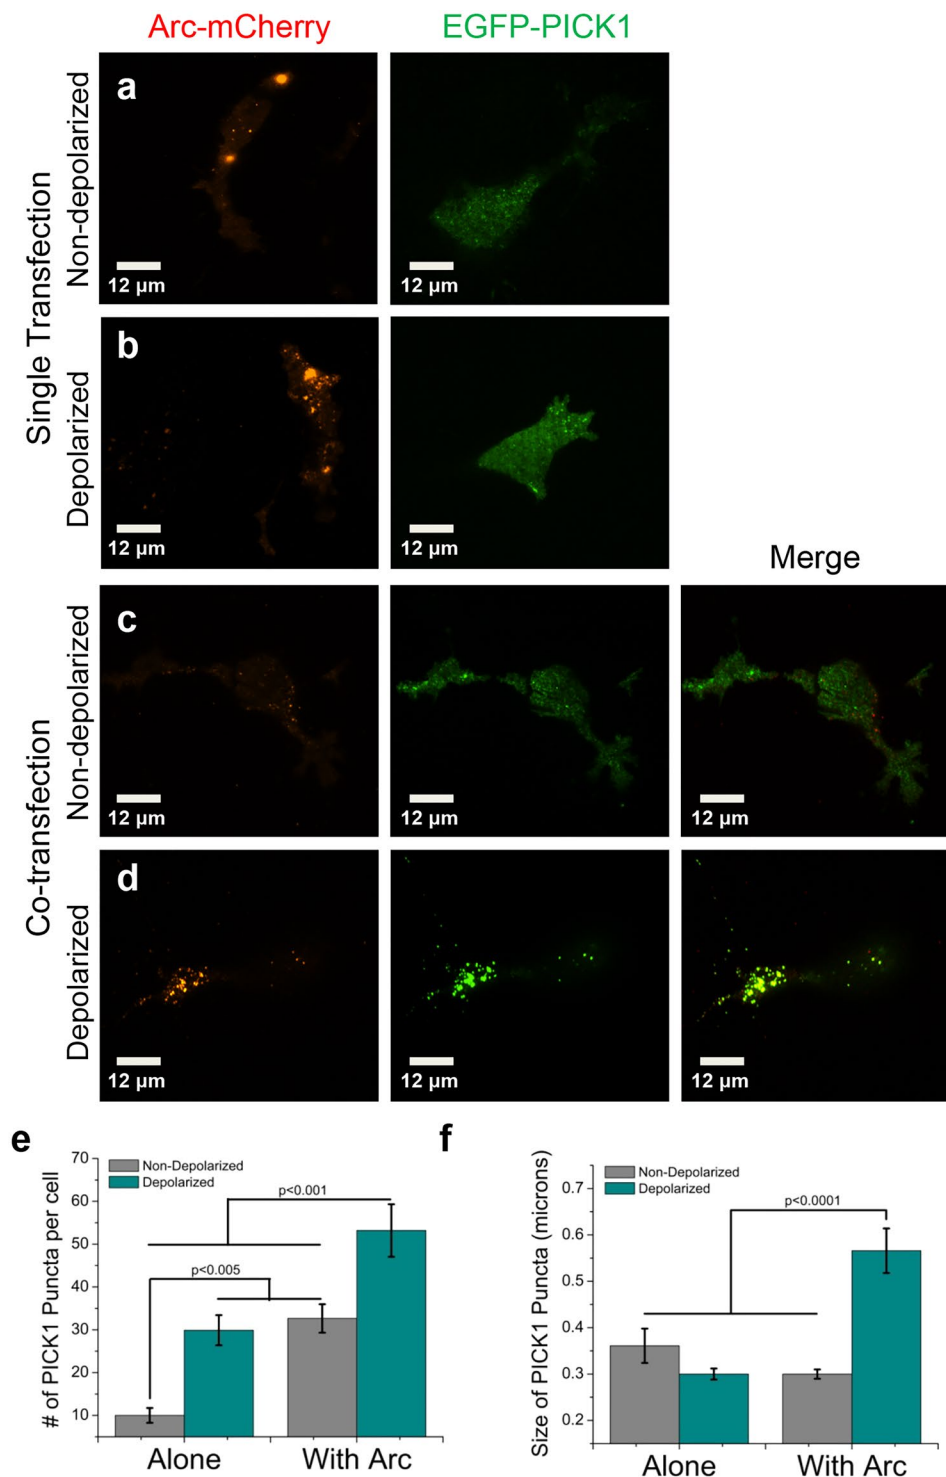 Arc-mCherry
EGFP-PICK1
Single Transfection
Non-depolarized
a
12 µm
12 µm
Depolarized
b
12 µm
12 µm
Merge
Co-transfection
Non-depolarized
c
12 µm
12 µm
12 µm
Depolarized
d
12 µm
12 µm
12 µm
e
# of PICK1 Puncta per cell
70
60
50
40
30
20
10
Non-Depolarized
Depolarized
p<0.001
p<0.005
Alone
With Arc
f
Size of PICK1 Puncta (microns)
0.7
0.6
0.5
0.4
0.3
0.2
Non-Depolarized
Depolarized
p<0.0001
Alone
With Arc